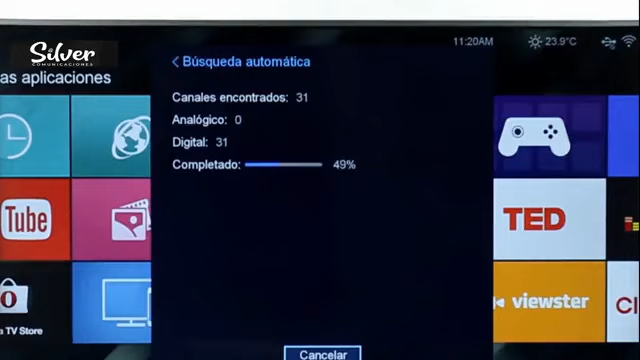 Silver
COMUNICACIONES
11:20AM
23.9°C
as aplicaciones
Búsqueda automática
Canales encontrados: 31
Analógico: 0
Digital: 31
Completado: 49%
Tube
TED
viewster
TV Store
Cancelar